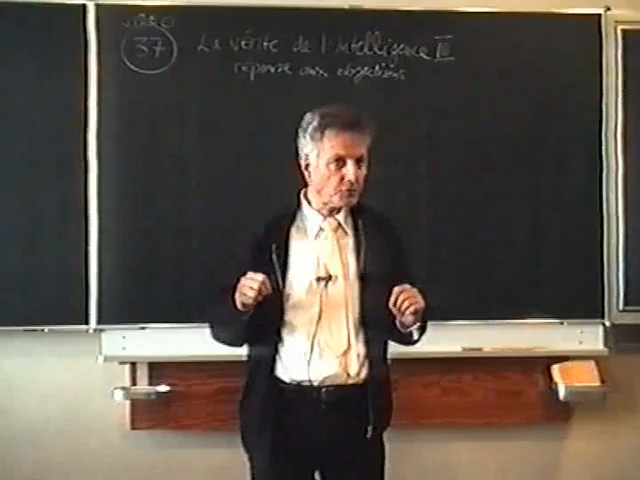 37 La vérité de l'intelligence III
réponse aux objections